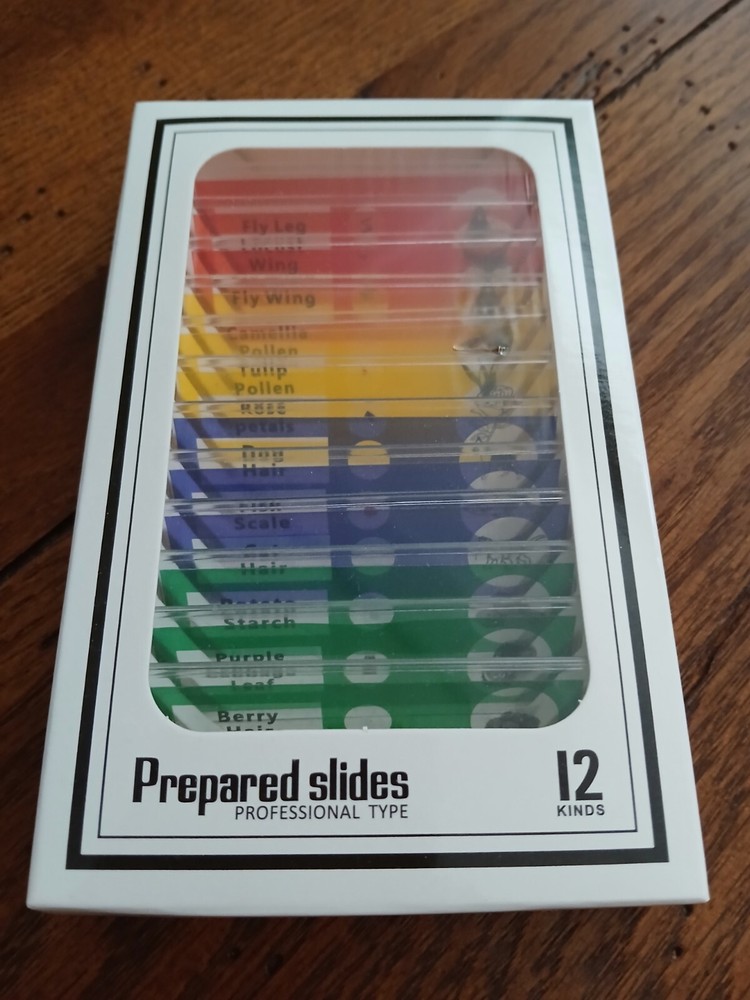 Fly Leg
Locust
Wing
Fly Wing
Camellia
Pollen
Tulip
Pollen
Rose
petals
Dog
Hair
Fish
Scale
Cat
Hair
Potato
Starch
Purple
Cabbage
Leaf
Berry
Hair
Prepared slides
PROFESSIONAL TYPE
12
KINDS